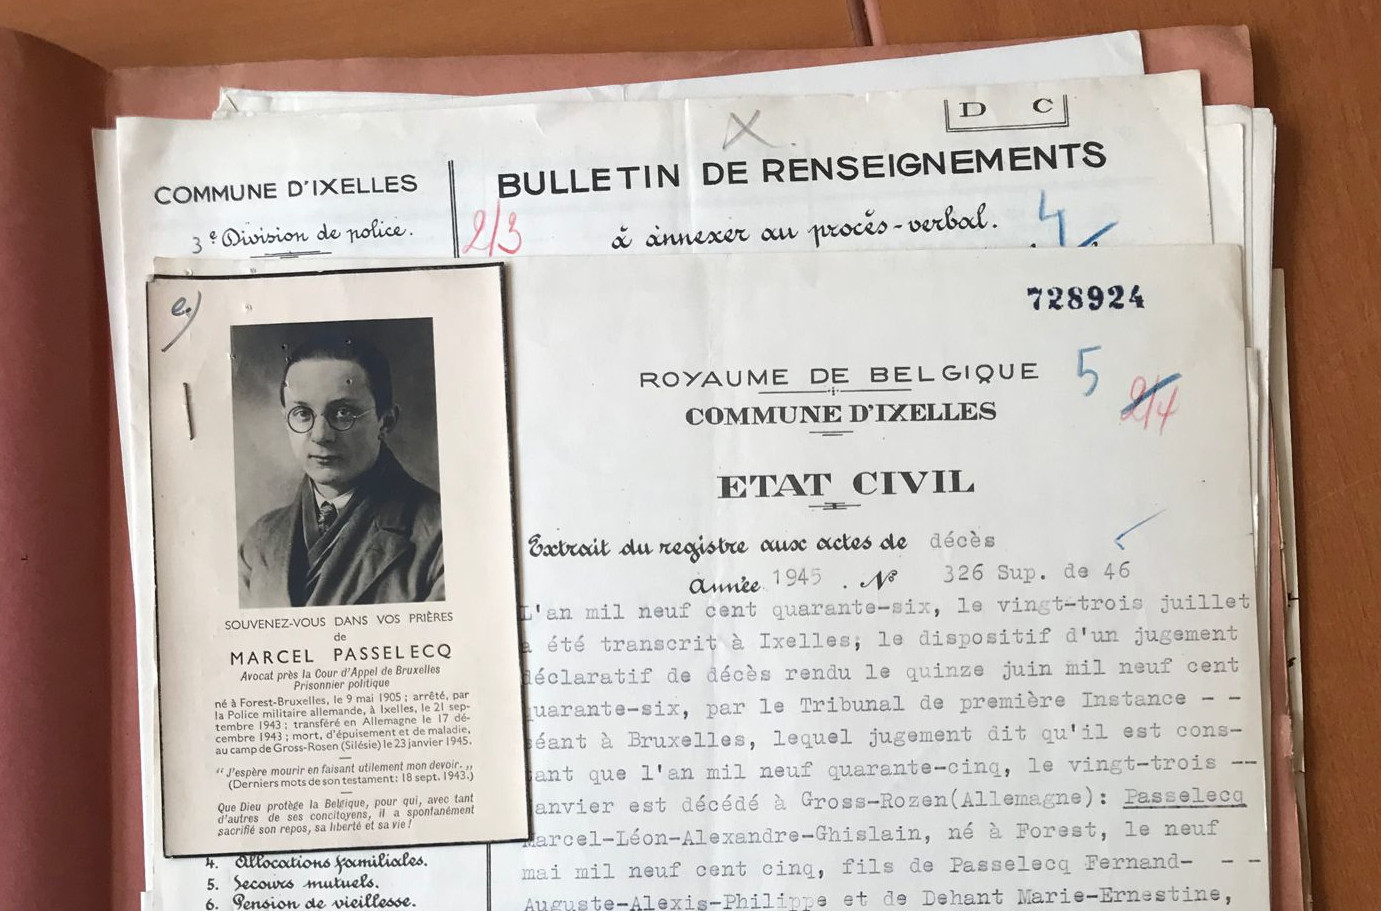 D C
X.
COMMUNE D'IXELLES
3e Division de police.
BULLETIN DE RENSEIGNEMENTS
2/3
à annexer au procès-verbal.
4
e.)
SOUVENEZ-VOUS DANS VOS PRIÈRES
de
MARCEL PASSELECQ
Avocat près la Cour d'Appel de Bruxelles
Prisonnier politique
né à Forest-Bruxelles, le 9 mai 1905 ; arrêté, par
la Police militaire allemande, à Ixelles, le 21 sep-
tembre 1943 ; transféré en Allemagne le 17 dé-
cembre 1943 ; mort, d'épuisement et de maladie,
au camp de Gross-Rosen (Silésie) le 23 janvier 1945.
“ J'espère mourir en faisant utilement mon devoir. „
(Derniers mots de son testament : 18 sept. 1943.)
Que Dieu protège la Belgique, pour qui, avec tant
d'autres de ses concitoyens, il a spontanément
sacrifié son repos, sa liberté et sa vie !
728924
ROYAUME DE BELGIQUE
5
2/4
COMMUNE D'IXELLES
ETAT CIVIL
Extrait du registre aux actes de décès
Année 1945 . N° 326 Sup. de 46
L'an mil neuf cent quarante-six, le vingt-trois juillet
a été transcrit à Ixelles, le dispositif d'un jugement
déclaratif de décès rendu le quinze juin mil neuf cent
quarante-six, par le Tribunal de première Instance - -
séant à Bruxelles, lequel jugement dit qu'il est cons-
tant que l'an mil neuf quarante-cinq, le vingt-trois --
janvier est décédé à Gross-Rozen(Allemagne): Passelecq
Marcel-Léon-Alexandre-Ghislain, né à Forest, le neuf
mai mil neuf cent cinq, fils de Passelecq Fernand- - -
Auguste-Alexis-Philippe et de Dehant Marie-Ernestine,
4. Allocations familiales.
5. Secours mutuels.
6. Pension de vieillesse.